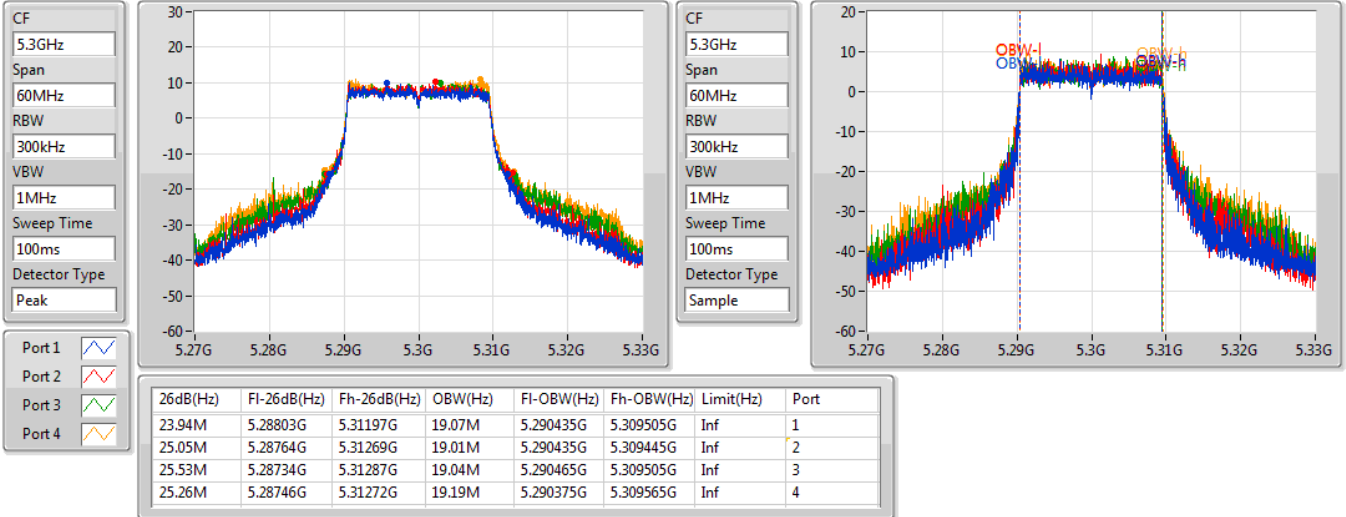 CF
5.3GHz
Span
60MHz
RBW
300kHz
VBW
1MHz
Sweep Time
100ms
Detector Type
Peak
30
20
10
0
-10
-20
-30
-40
-50
-60
5.27G 5.28G 5.29G 5.3G 5.31G 5.32G 5.33G
CF
5.3GHz
Span
60MHz
RBW
300kHz
VBW
1MHz
Sweep Time
100ms
Detector Type
Sample
20
10
0
-10
-20
-30
-40
-50
-60
OBW-l
OBW-h
OBW-h
5.27G 5.28G 5.29G 5.3G 5.31G 5.32G 5.33G
Port 1
Port 2
Port 3
Port 4
26dB(Hz) Fl-26dB(Hz) Fh-26dB(Hz) OBW(Hz) Fl-OBW(Hz) Fh-OBW(Hz) Limit(Hz) Port
23.94M 5.28803G 5.31197G 19.07M 5.290435G 5.309505G Inf 1
25.05M 5.28764G 5.31269G 19.01M 5.290435G 5.309445G Inf 2
25.53M 5.28734G 5.31287G 19.04M 5.290465G 5.309505G Inf 3
25.26M 5.28746G 5.31272G 19.19M 5.290375G 5.309565G Inf 4